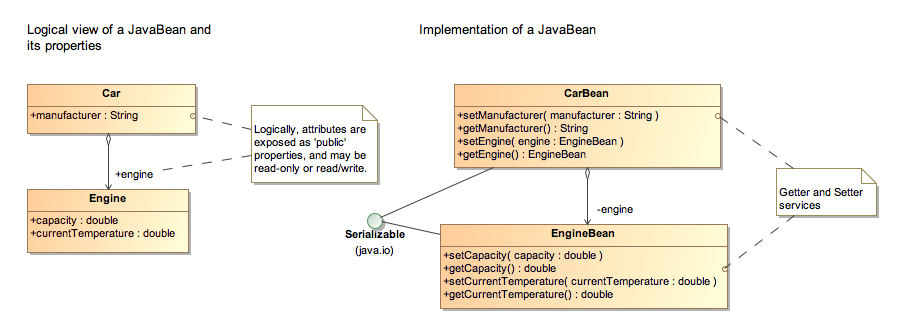 Logical view of a JavaBean and
its properties
Implementation of a JavaBean
Car
+manufacturer : String
Logically, attributes are
exposed as 'public'
properties, and may be
read-only or read/write.
+engine
Engine
+capacity : double
+currentTemperature : double
CarBean
+setManufacturer( manufacturer : String )
+getManufacturer() : String
+setEngine( engine : EngineBean )
+getEngine() : EngineBean
Getter and Setter
services
-engine
Serializable
(java.io)
EngineBean
+setCapacity( capacity : double )
+getCapacity() : double
+setCurrentTemperature( currentTemperature : double )
+getCurrentTemperature() : double